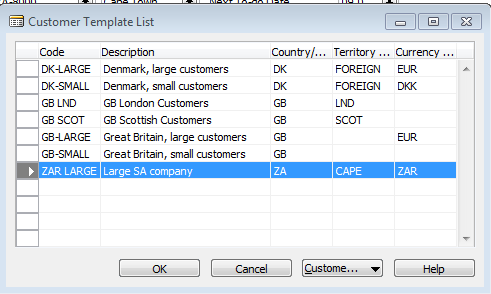 Customer Template List
Code Description Country/... Territory ... Currency ...
DK-LARGE Denmark, large customers DK FOREIGN EUR
DK-SMALL Denmark, small customers DK FOREIGN DKK
GB LND GB London Customers GB LND
GB SCOT GB Scottish Customers GB SCOT
GB-LARGE Great Britain, large customers GB EUR
GB-SMALL Great Britain, small customers GB
ZAR LARGE Large SA company ZA CAPE ZAR
OK Cancel Custome... Help